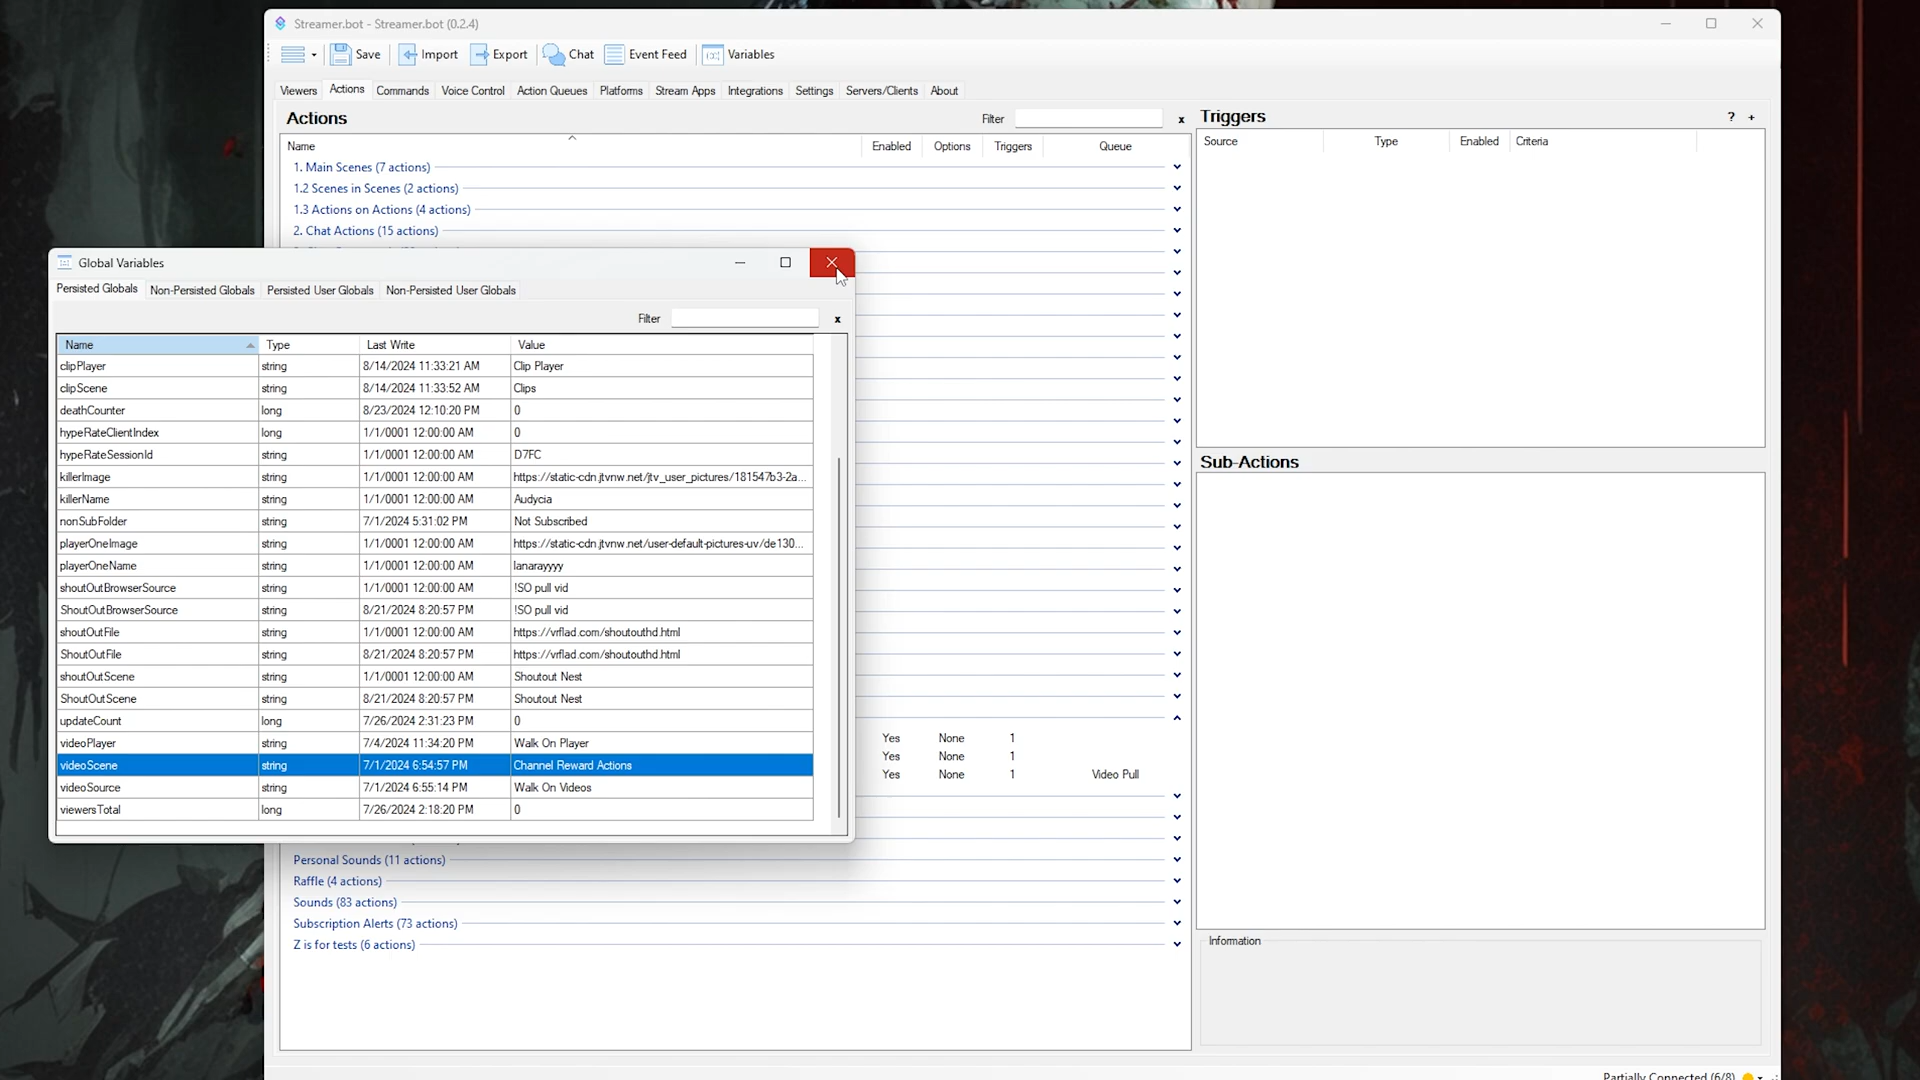 Streamer.bot - Streamer.bot (0.2.4)
Save Import Export Chat Event Feed Variables
Viewers Actions Commands Voice Control Action Queues Platforms Stream Apps Integrations Settings Servers/Clients About
Actions Filter x
Name Enabled Options Triggers Queue
1. Main Scenes (7 actions)
1.2 Scenes in Scenes (2 actions)
1.3 Actions on Actions (4 actions)
2. Chat Actions (15 actions)
Triggers ? +
Source Type Enabled Criteria
Sub-Actions
Information
Global Variables
Persisted Globals Non-Persisted Globals Persisted User Globals Non-Persisted User Globals
Filter x
Name Type Last Write Value
clipPlayer string 8/14/2024 11:33:21 AM Clip Player
clipScene string 8/14/2024 11:33:52 AM Clips
deathCounter long 8/23/2024 12:10:20 PM 0
hypeRateClientIndex long 1/1/0001 12:00:00 AM 0
hypeRateSessionId string 1/1/0001 12:00:00 AM D7FC
killerImage string 1/1/0001 12:00:00 AM https://static-cdn.jtvnw.net/jtv_user_pictures/181547b3-2a...
killerName string 1/1/0001 12:00:00 AM Audycia
nonSubFolder string 7/1/2024 5:31:02 PM Not Subscribed
playerOneImage string 1/1/0001 12:00:00 AM https://static-cdn.jtvnw.net/user-default-pictures-uv/de130...
playerOneName string 1/1/0001 12:00:00 AM lanarayyyy
shoutOutBrowserSource string 1/1/0001 12:00:00 AM !SO pull vid
ShoutOutBrowserSource string 8/21/2024 8:20:57 PM !SO pull vid
shoutOutFile string 1/1/0001 12:00:00 AM https://vrflad.com/shoutouthd.html
ShoutOutFile string 8/21/2024 8:20:57 PM https://vrflad.com/shoutouthd.html
shoutOutScene string 1/1/0001 12:00:00 AM Shoutout Nest
ShoutOutScene string 8/21/2024 8:20:57 PM Shoutout Nest
updateCount long 7/26/2024 2:31:23 PM 0
videoPlayer string 7/4/2024 11:34:20 PM Walk On Player
videoScene string 7/1/2024 6:54:57 PM Channel Reward Actions
videoSource string 7/1/2024 6:55:14 PM Walk On Videos
viewersTotal long 7/26/2024 2:18:20 PM 0
Yes None 1
Yes None 1
Yes None 1 Video Pull
Personal Sounds (11 actions)
Raffle (4 actions)
Sounds (83 actions)
Subscription Alerts (73 actions)
Z is for tests (6 actions)
Partially Connected (6/8)